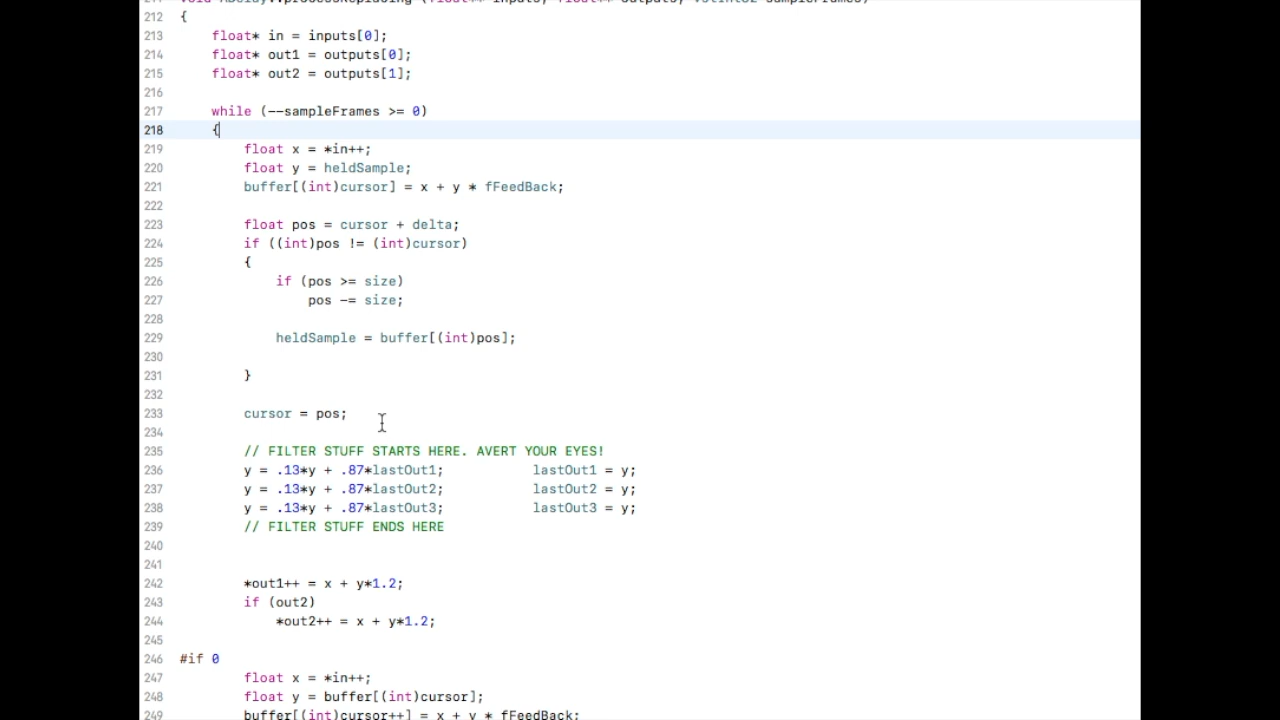 212 {
213 float* in = inputs[0];
214 float* out1 = outputs[0];
215 float* out2 = outputs[1];
216
217 while (--sampleFrames >= 0)
218 {
219 float x = *in++;
220 float y = heldSample;
221 buffer[(int)cursor] = x + y * fFeedBack;
222
223 float pos = cursor + delta;
224 if ((int)pos != (int)cursor)
225 {
226 if (pos >= size)
227 pos -= size;
228
229 heldSample = buffer[(int)pos];
230
231 }
232
233 cursor = pos;
234
235 // FILTER STUFF STARTS HERE. AVERT YOUR EYES!
236 y = .13*y + .87*lastOut1; lastOut1 = y;
237 y = .13*y + .87*lastOut2; lastOut2 = y;
238 y = .13*y + .87*lastOut3; lastOut3 = y;
239 // FILTER STUFF ENDS HERE
240
241
242 *out1++ = x + y*1.2;
243 if (out2)
244 *out2++ = x + y*1.2;
245
246 #if 0
247 float x = *in++;
248 float y = buffer[(int)cursor];
249 buffer[(int)cursor++] = x + y * fFeedBack;